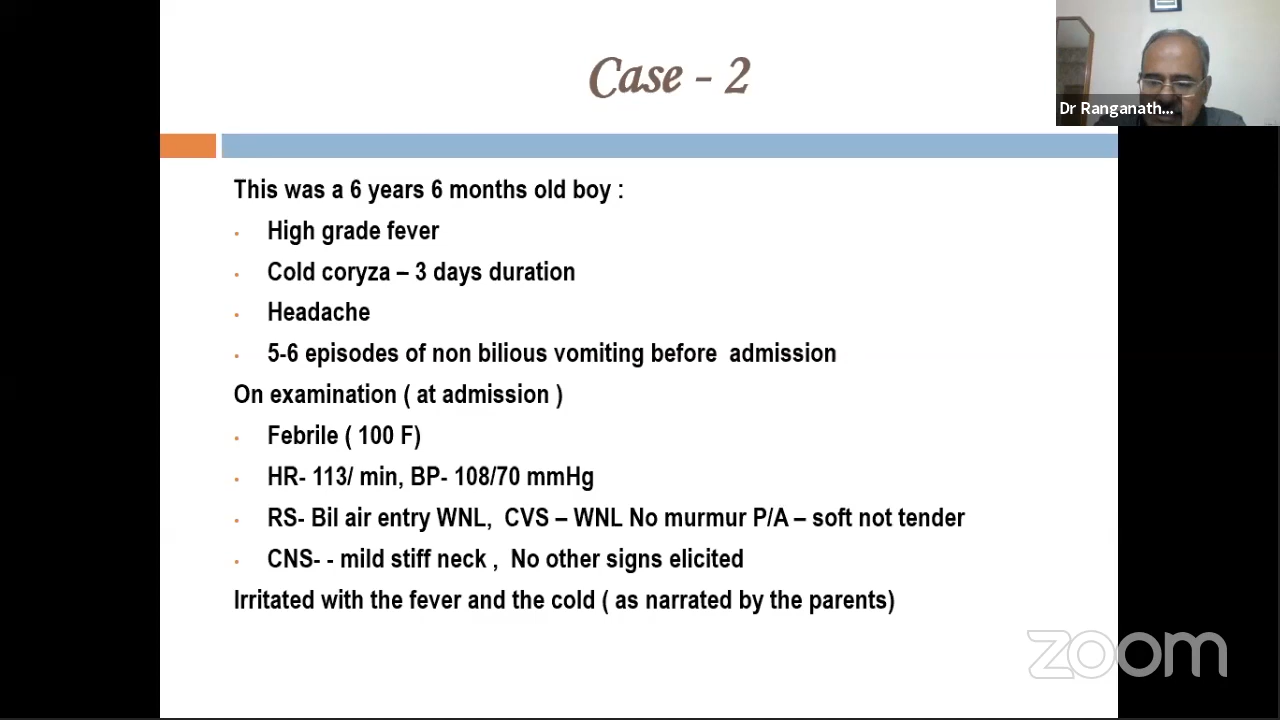 Case - 2
Dr Ranganath...
This was a 6 years 6 months old boy :
• High grade fever
• Cold coryza – 3 days duration
• Headache
• 5-6 episodes of non bilious vomiting before admission
On examination ( at admission )
• Febrile ( 100 F)
• HR- 113/ min, BP- 108/70 mmHg
• RS- Bil air entry WNL, CVS – WNL No murmur P/A – soft not tender
• CNS- - mild stiff neck , No other signs elicited
Irritated with the fever and the cold ( as narrated by the parents)
zoom